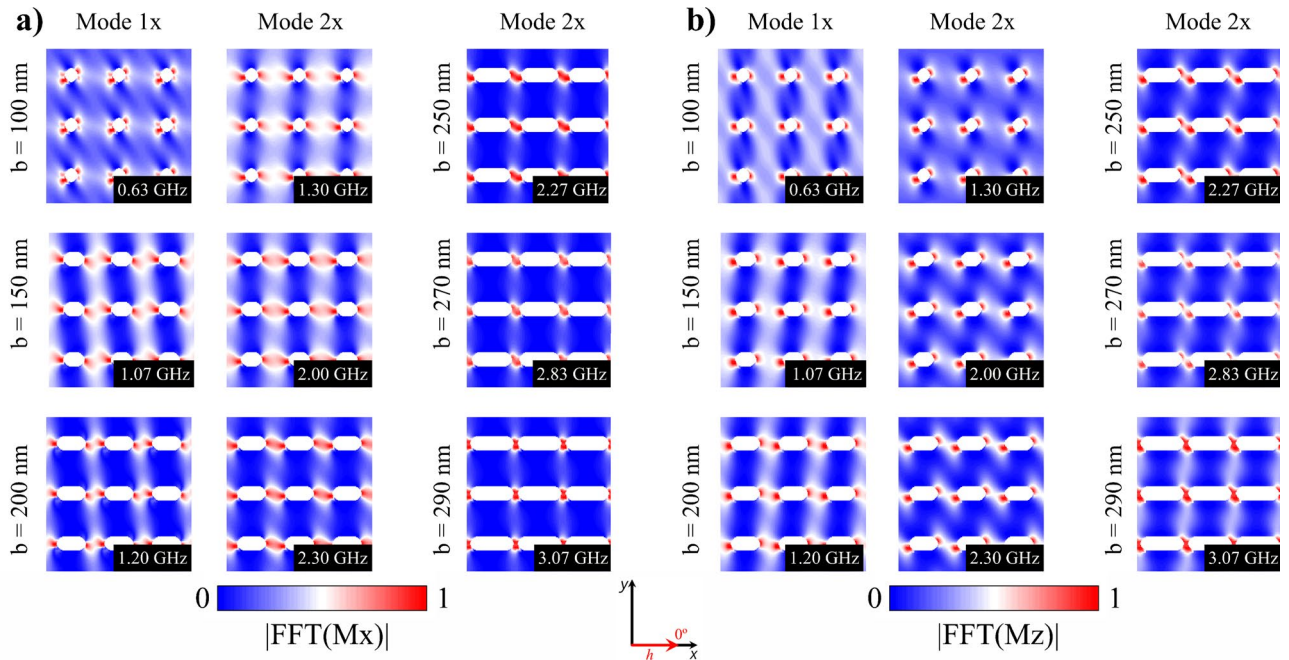 a)
Mode 1x
Mode 2x
Mode 2x
b = 100 nm
0.63 GHz
1.30 GHz
b = 250 nm
2.27 GHz
b = 150 nm
1.07 GHz
2.00 GHz
b = 270 nm
2.83 GHz
b = 200 nm
1.20 GHz
2.30 GHz
b = 290 nm
3.07 GHz
0
1
|FFT(Mx)|
y
0º
h
x
b)
Mode 1x
Mode 2x
Mode 2x
b = 100 nm
0.63 GHz
1.30 GHz
b = 250 nm
2.27 GHz
b = 150 nm
1.07 GHz
2.00 GHz
b = 270 nm
2.83 GHz
b = 200 nm
1.20 GHz
2.30 GHz
b = 290 nm
3.07 GHz
0
1
|FFT(Mz)|